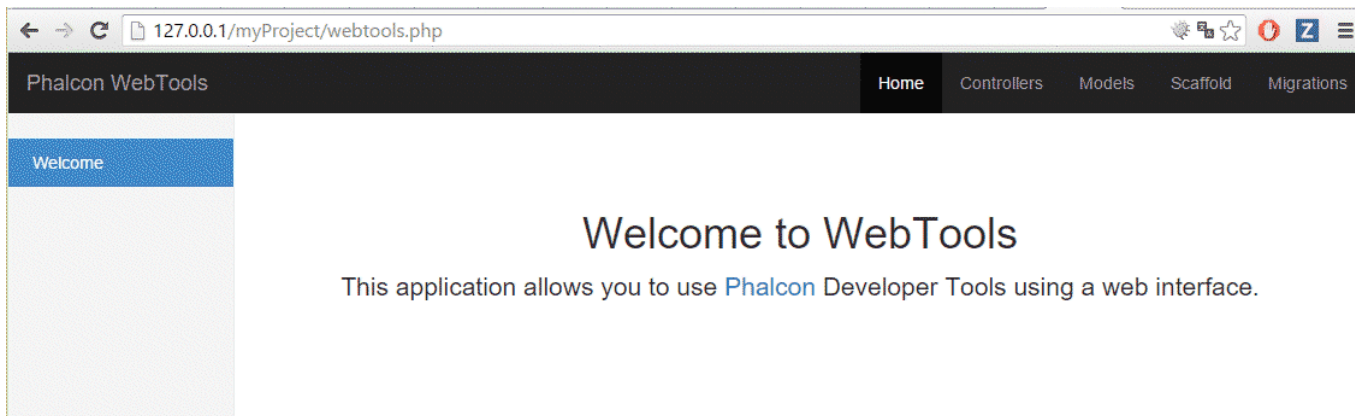 127.0.0.1/myProject/webtools.php
Phalcon WebTools
Home Controllers Models Scaffold Migrations
Welcome
Welcome to WebTools
This application allows you to use Phalcon Developer Tools using a web interface.